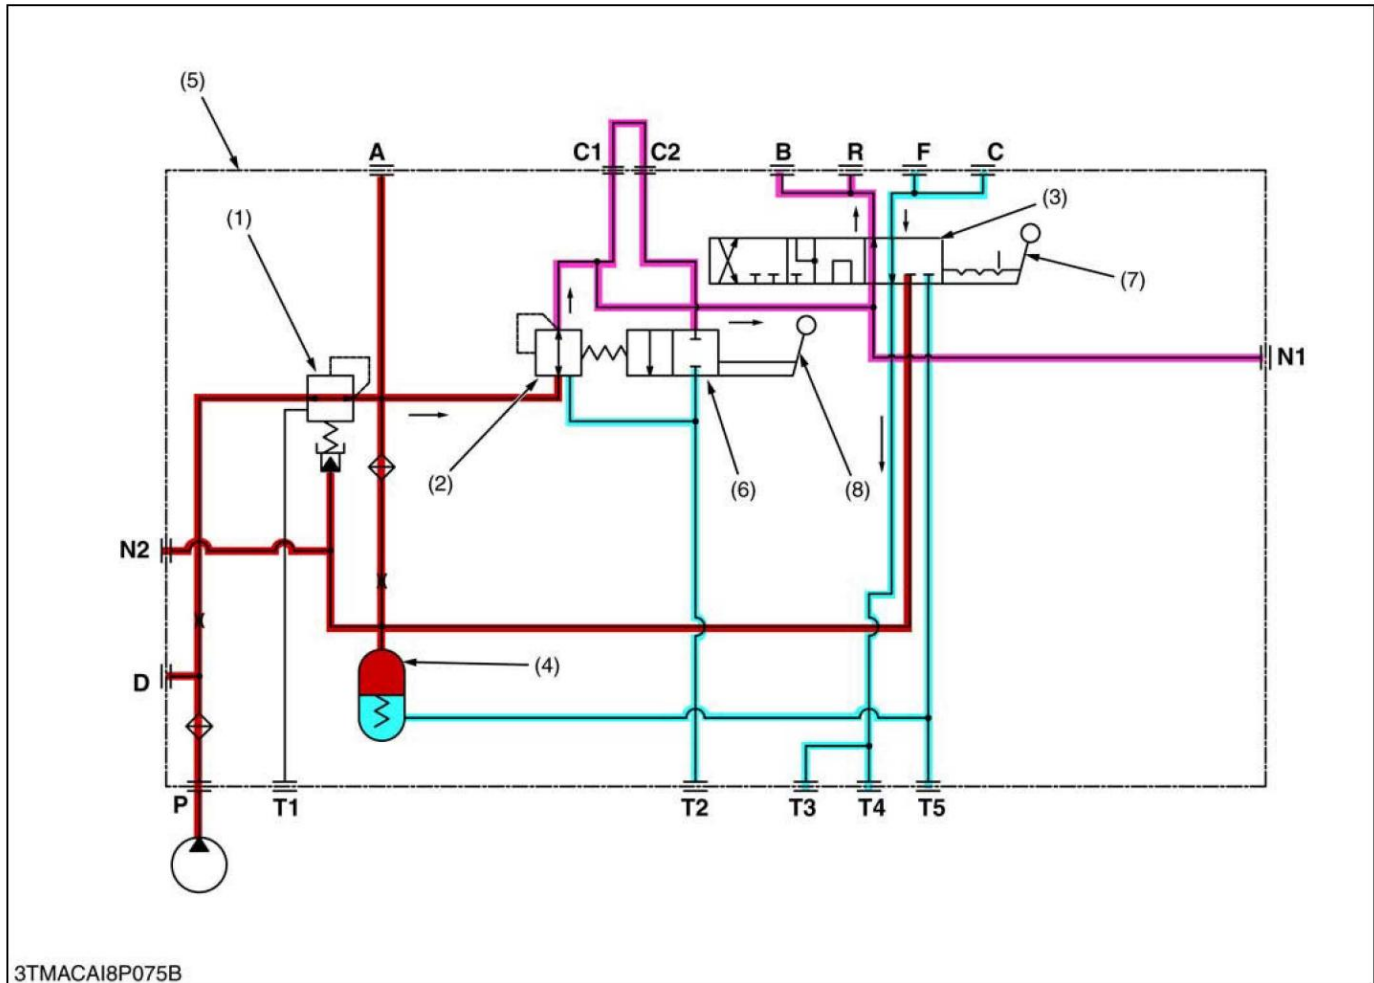 (5)
A
C1 C2
B R F C
(1)
(3)
(7)
N1
(2)
(6)
(8)
N2
(4)
D
P
T1
T2
T3
T4
T5
3TMACAI8P075B